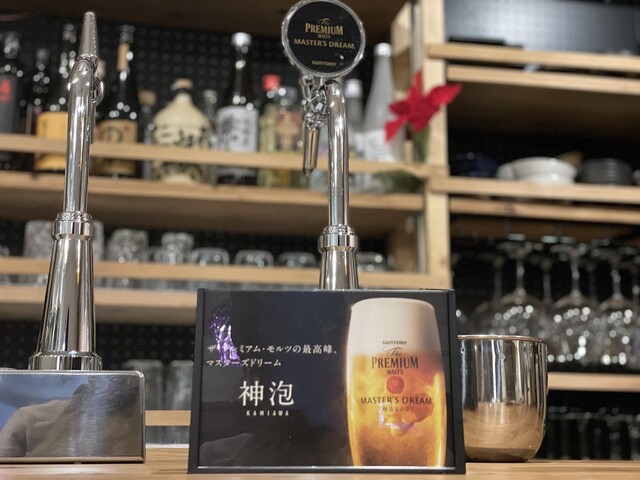 The
PREMIUM
MALT'S
MASTER'S DREAM
SUNTORY
ザ・プレミアム・モルツの最高峰。
マスターズドリーム
神泡
KAMIAWA
SUNTORY
The
PREMIUM
MALT'S
MASTER'S DREAM